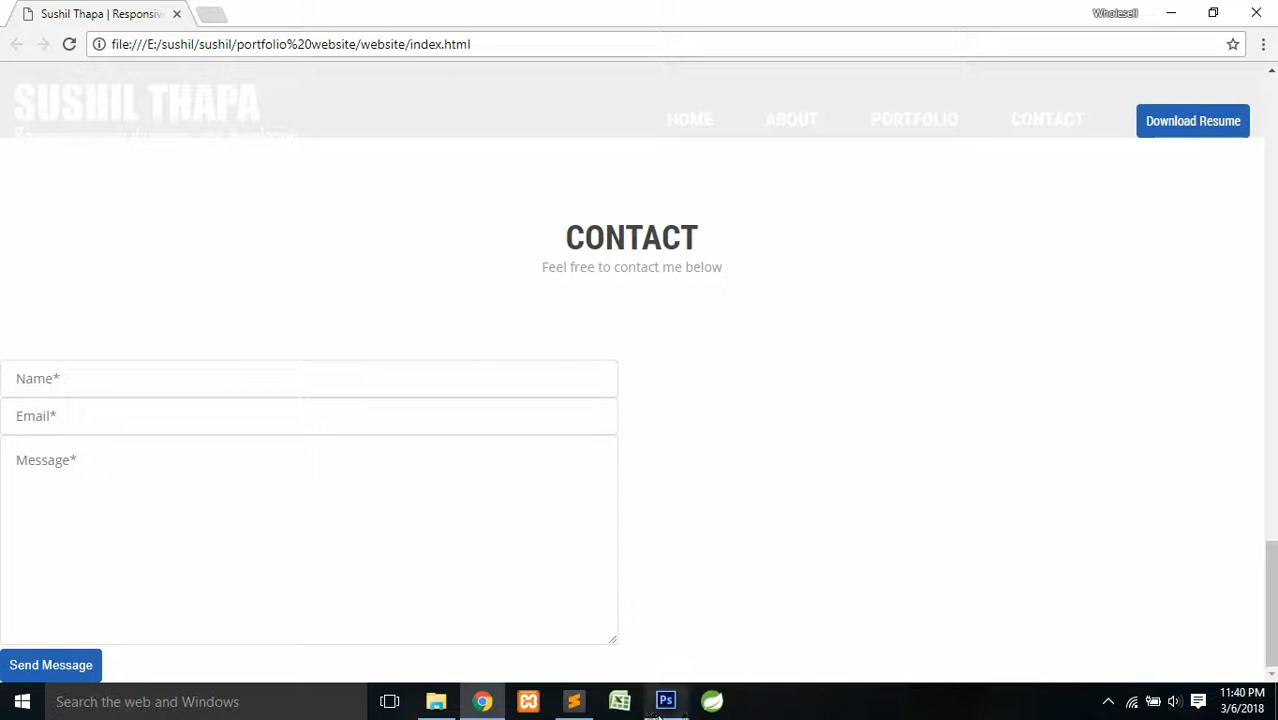 Sushil Thapa | Responsiv
Wholesell
file:///E:/sushil/sushil/portfolio%20website/website/index.html
SUSHIL THAPA
HOME ABOUT PORTFOLIO CONTACT Download Resume
CONTACT
Feel free to contact me below
Name*
Email*
Message*
Send Message
Search the web and Windows
Ps
11:40 PM
3/6/2018